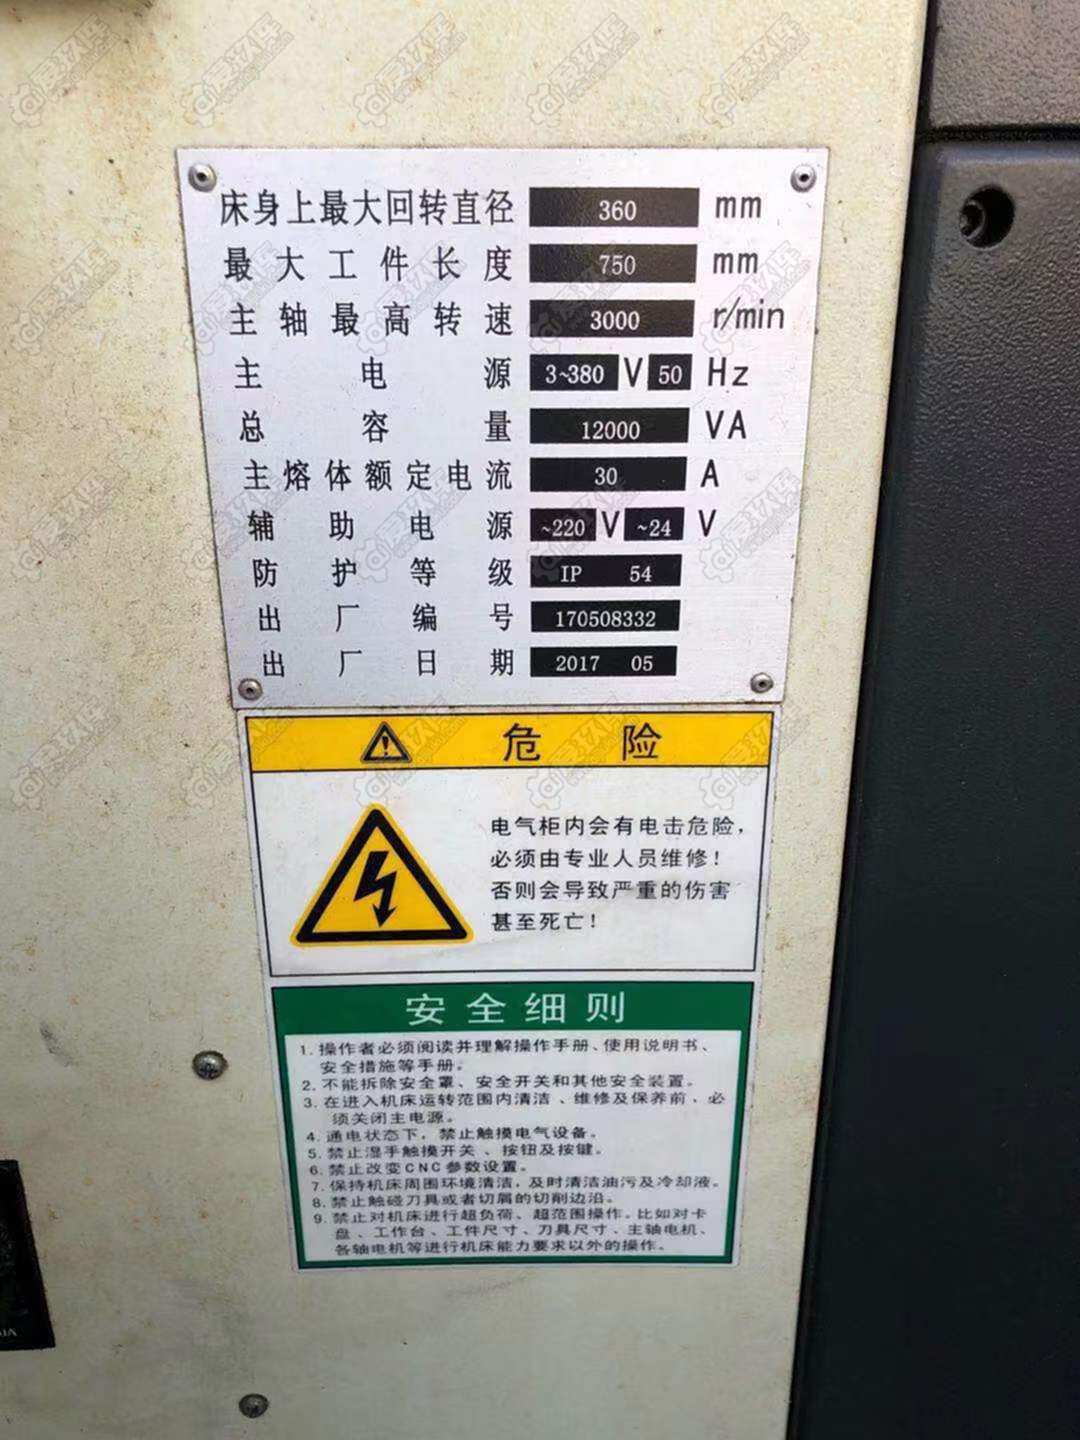 床身上最大回转直径 360 mm
最大工件长度 750 mm
主轴最高转速 3000 r/min
主电源 3~380 V 50 Hz
总容量 12000 VA
主熔体额定电流 30 A
辅助电源 ~220 V ~24 V
防护等级 IP 54
出厂编号 170508332
出厂日期 2017 05
危险
电气柜内会有电击危险，
必须由专业人员维修！
否则会导致严重的伤害
甚至死亡！
安全细则
1. 操作者必须阅读并理解操作手册、使用说明书、
安全措施等手册。
2. 不能拆除安全罩、安全开关和其他安全装置。
3. 在进入机床运转范围内清洁、维修及保养前、必
须关闭主电源。
4. 通电状态下，禁止触摸电气设备。
5. 禁止湿手触摸开关、按钮及按键。
6. 禁止改变CNC参数设置。
7. 保持机床周围环境清洁，及时清洁油污及冷却液。
8. 禁止触碰刀具或者切屑的切削边沿。
9. 禁止对机床进行超负荷、超范围操作。比如对卡
盘、工作台、工件尺寸、刀具尺寸、主轴电机、
各轴电机等进行机床能力要求以外的操作。